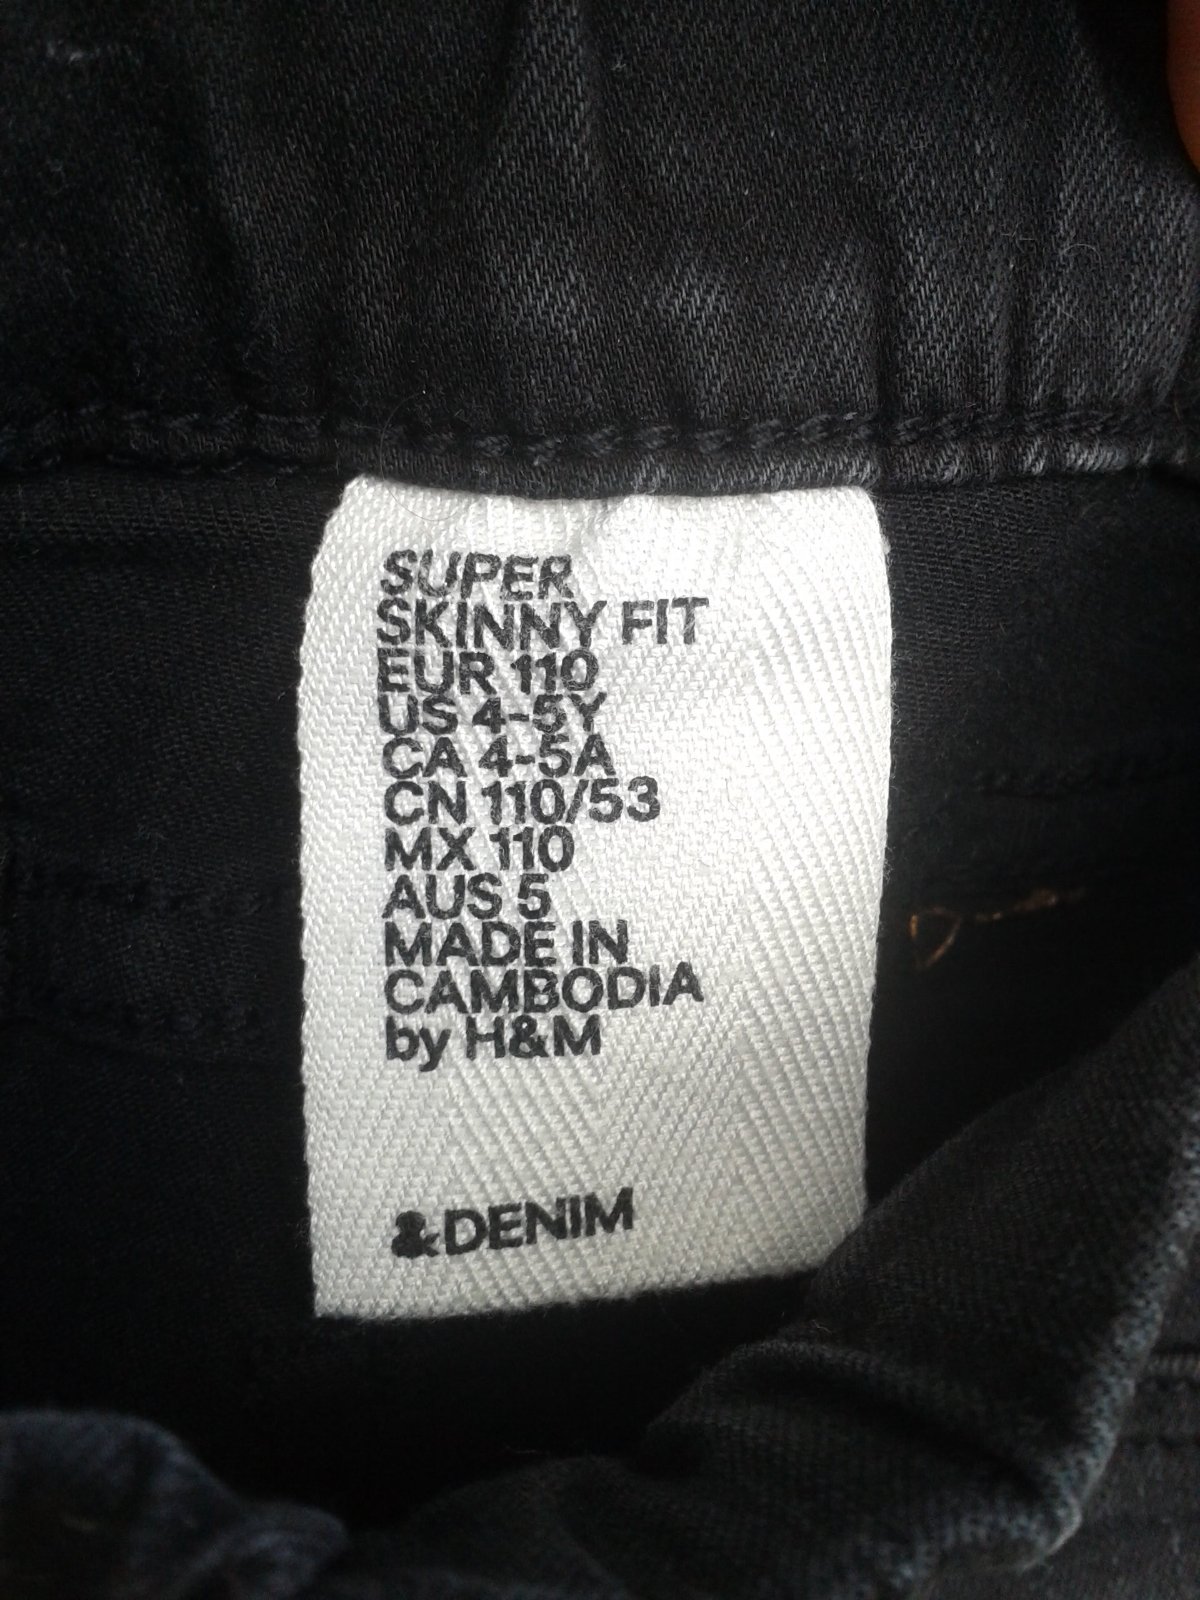 SUPER
SKINNY FIT
EUR 110
US 4-5Y
CA 4-5A
CN 110/53
MX 110
AUS 5
MADE IN
CAMBODIA
by H&M
&DENIM